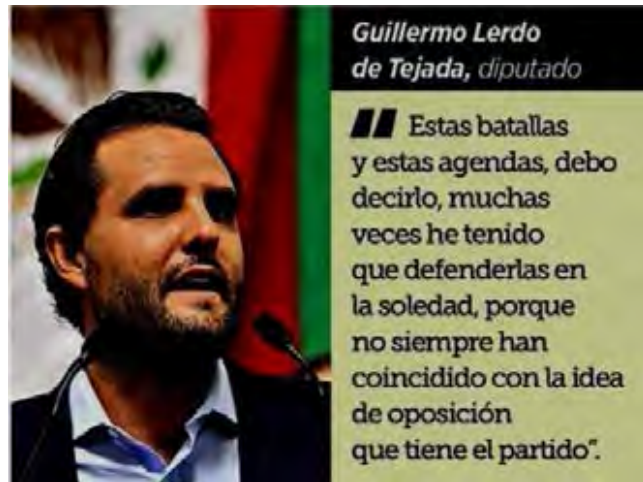 Guillermo Lerdo
de Tejada, diputado
" Estas batallas
y estas agendas, debo
decirlo, muchas
veces he tenido
que defenderlas en
la soledad, porque
no siempre han
coincidido con la idea
de oposición
que tiene el partido".